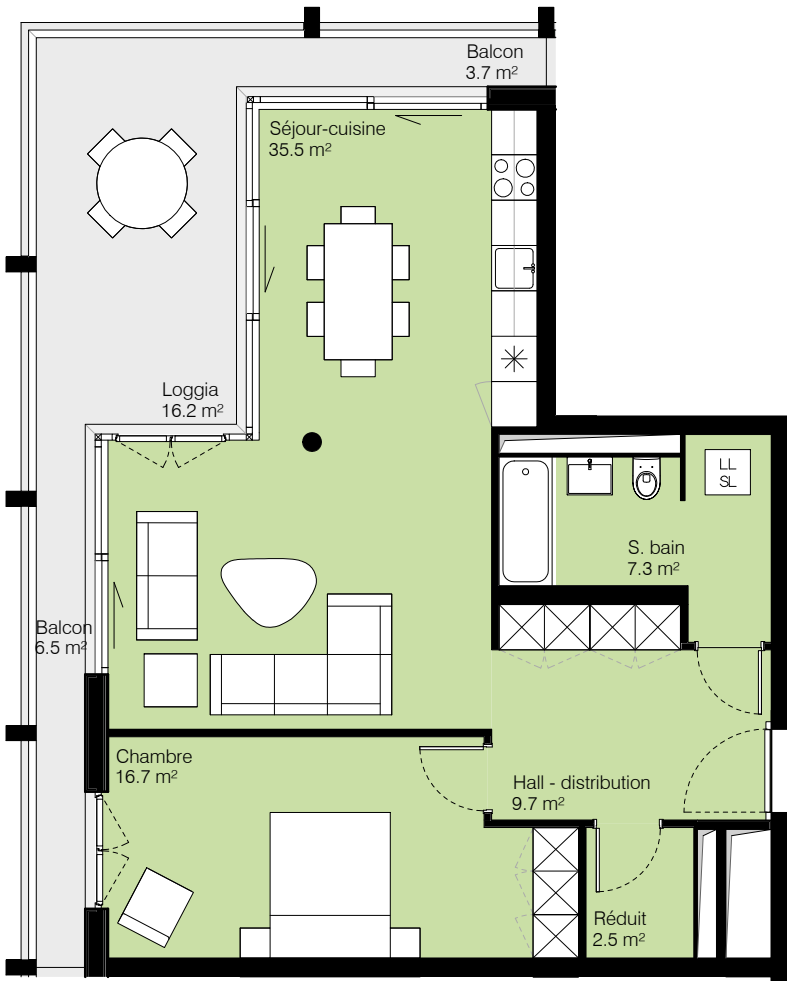 Balcon
3.7 m²
Séjour-cuisine
35.5 m²
Loggia
16.2 m²
LL
SL
S. bain
7.3 m²
Balcon
6.5 m²
Chambre
16.7 m²
Hall - distribution
9.7 m²
Réduit
2.5 m²